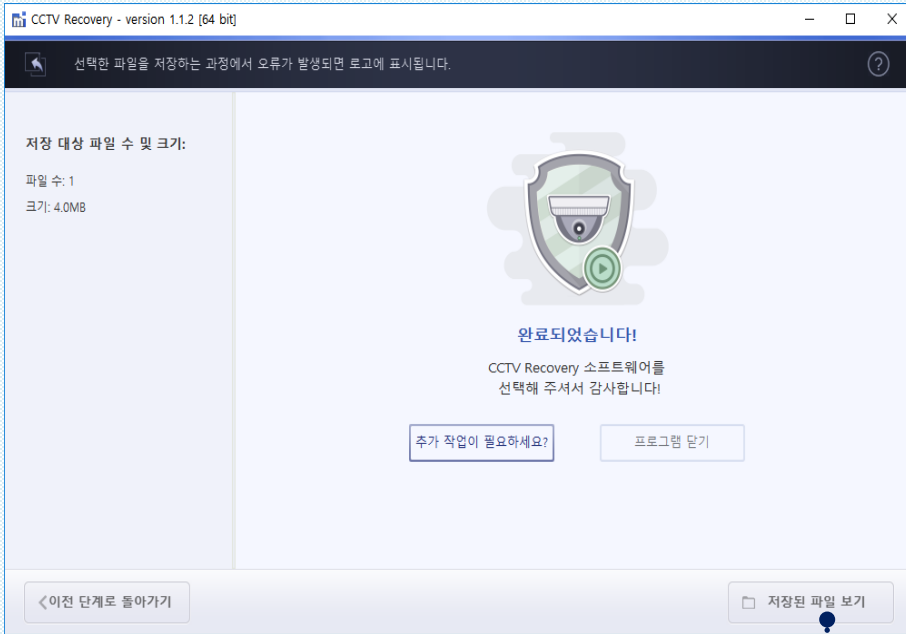 CCTV Recovery - version 1.1.2 [64 bit]
선택한 파일을 저장하는 과정에서 오류가 발생되면 로고에 표시됩니다.
?
저장 대상 파일 수 및 크기:
파일 수: 1
크기: 4.0MB
완료되었습니다!
CCTV Recovery 소프트웨어를
선택해 주셔서 감사합니다!
추가 작업이 필요하세요?
프로그램 닫기
이전 단계로 돌아가기
저장된 파일 보기